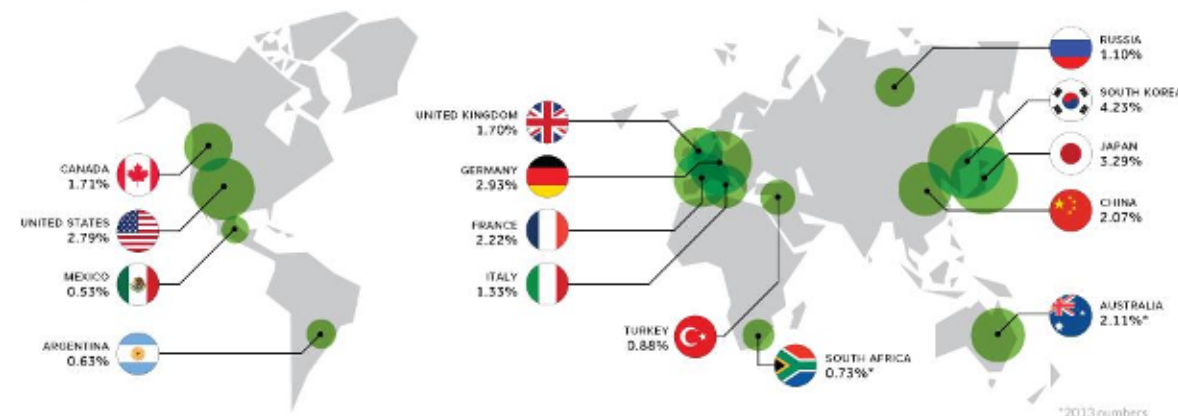 CANADA
1.71%
UNITED STATES
2.79%
MEXICO
0.53%
ARGENTINA
0.63%
UNITED KINGDOM
1.70%
GERMANY
2.93%
FRANCE
2.22%
ITALY
1.33%
TURKEY
0.88%
SOUTH AFRICA
0.73%*
RUSSIA
1.10%
SOUTH KOREA
4.23%
JAPAN
3.29%
CHINA
2.07%
AUSTRALIA
2.11%*
*2013 numbers